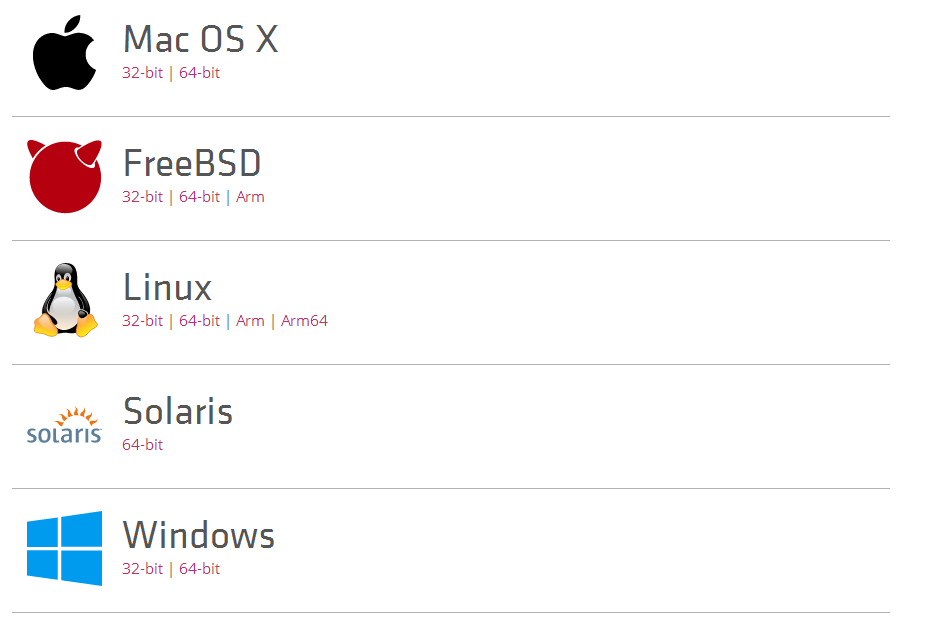 Mac OS X
32-bit | 64-bit
FreeBSD
32-bit | 64-bit | Arm
Linux
32-bit | 64-bit | Arm | Arm64
solaris
Solaris
64-bit
Windows
32-bit | 64-bit